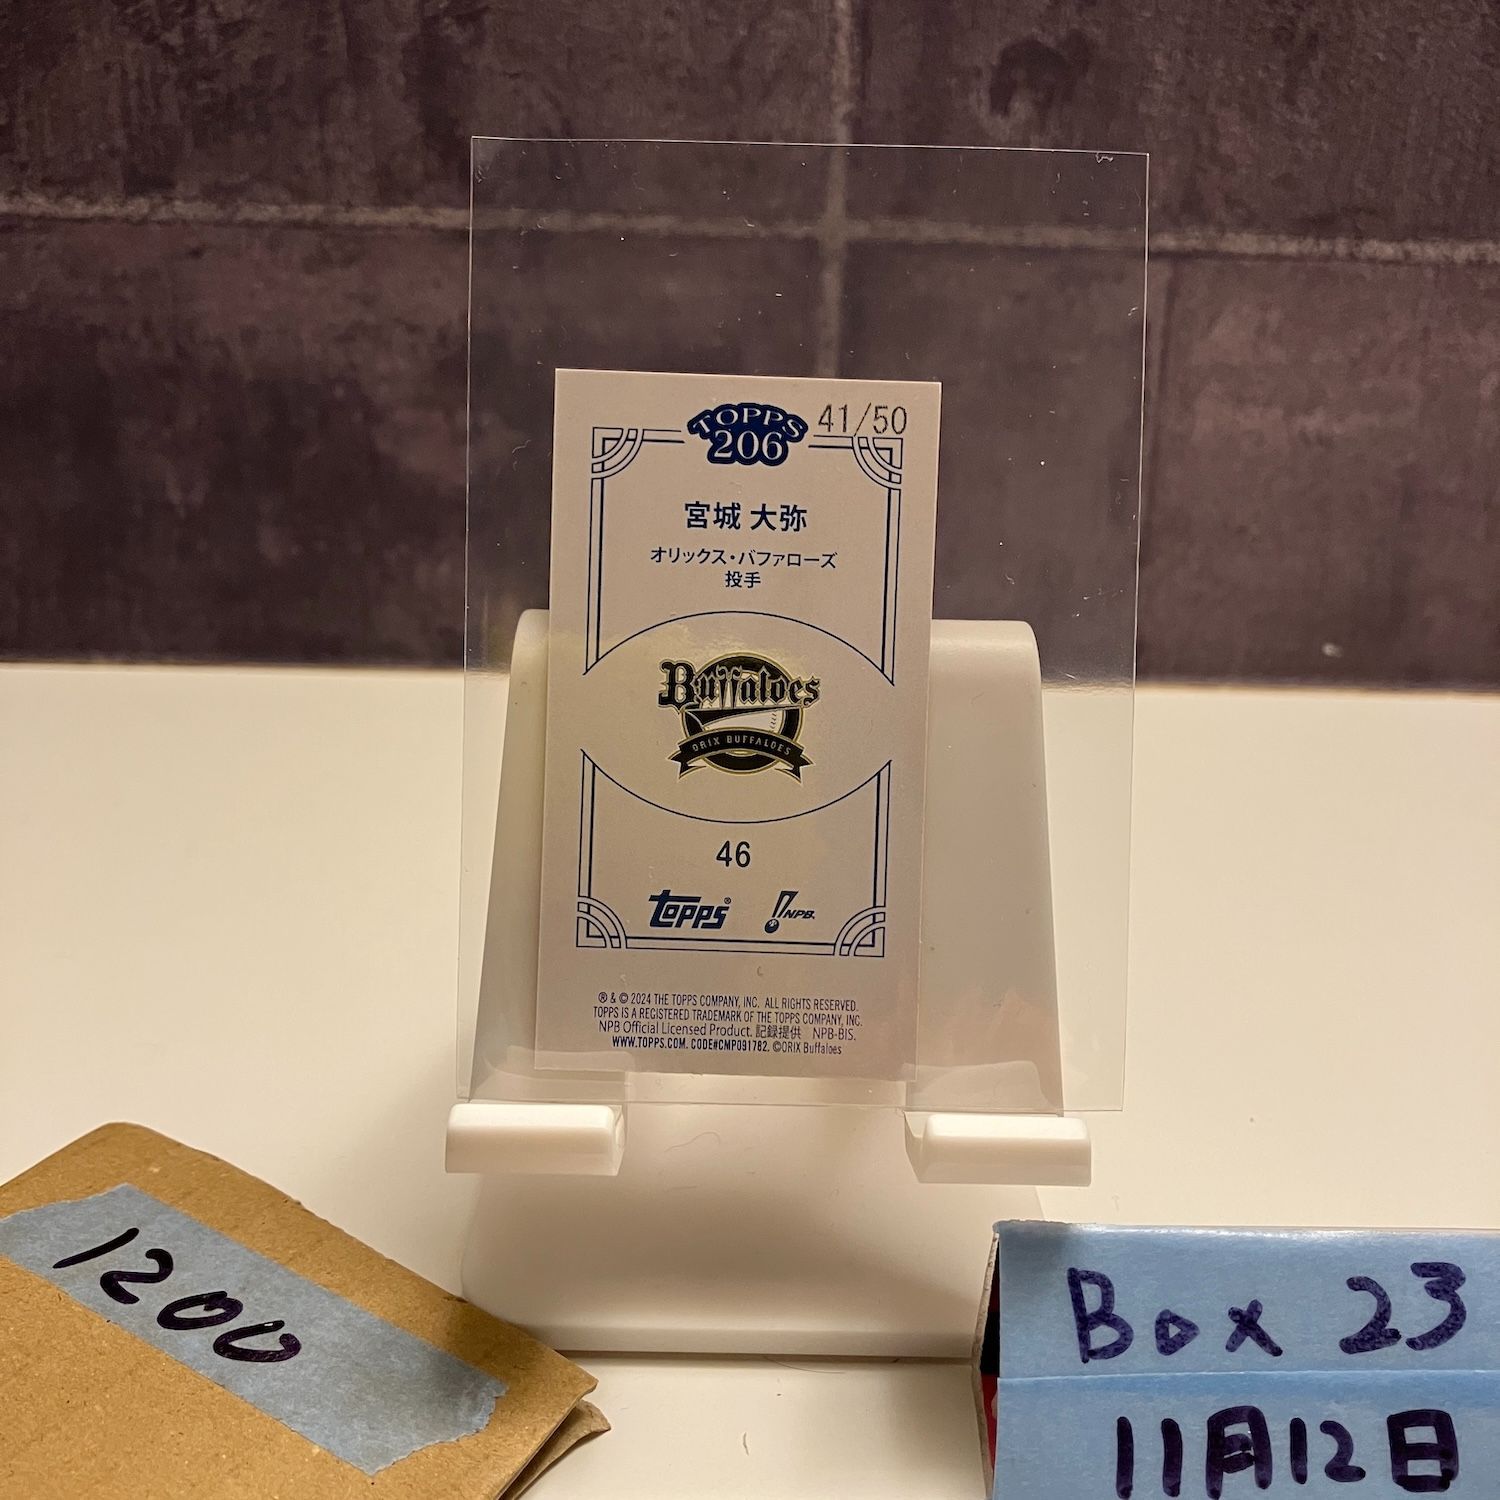 TOPPS 41/50
206
宮城 大弥
オリックス・バファローズ
投手
Buffaloes
ORIX BUFFALOES
46
topps® NPB.
® & © 2024 THE TOPPS COMPANY, INC. ALL RIGHTS RESERVED.
TOPPS IS A REGISTERED TRADEMARK OF THE TOPPS COMPANY, INC.
NPB Official Licensed Product. 記録提供 NPB-BIS.
WWW.TOPPS.COM. CODE#CMP091782. ©ORIX Buffaloes
1200
Box 23
11月12日